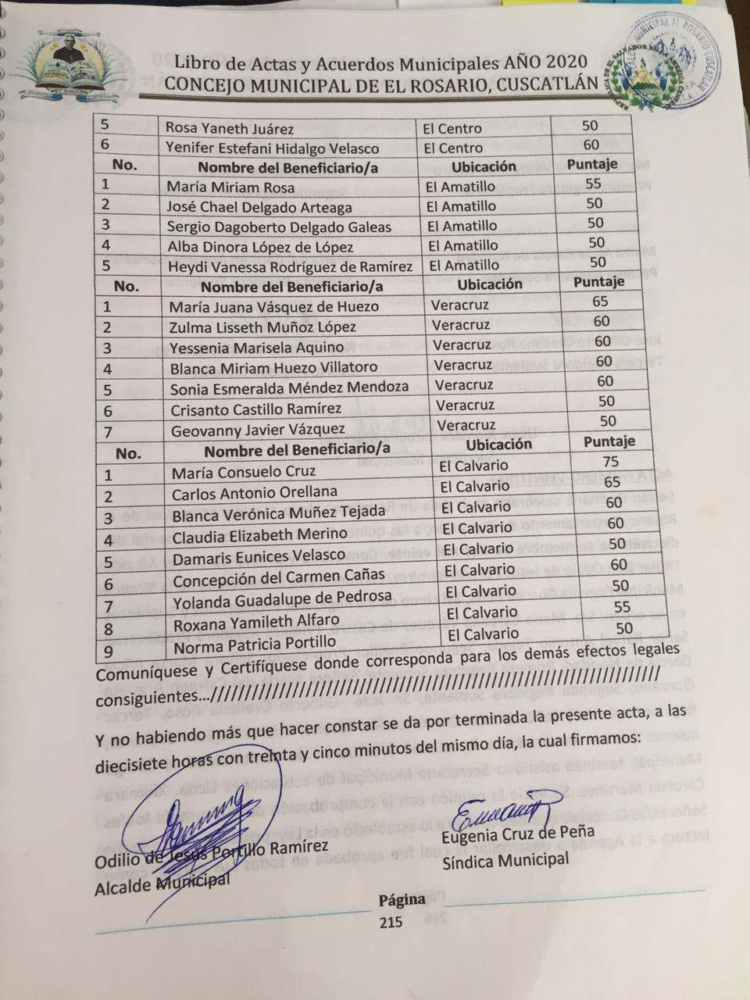 Libro de Actas y Acuerdos Municipales AÑO 2020
CONCEJO MUNICIPAL DE EL ROSARIO, CUSCATLÁN
5 Rosa Yaneth Juárez El Centro 50
6 Yenifer Estefani Hidalgo Velasco El Centro 60
No. Nombre del Beneficiario/a Ubicación Puntaje
1 María Miriam Rosa El Amatillo 55
2 José Chael Delgado Arteaga El Amatillo 50
3 Sergio Dagoberto Delgado Galeas El Amatillo 50
4 Alba Dinora López de López El Amatillo 50
5 Heydi Vanessa Rodríguez de Ramírez El Amatillo 50
No. Nombre del Beneficiario/a Ubicación Puntaje
1 María Juana Vásquez de Huezo Veracruz 65
2 Zulma Lisseth Muñoz López Veracruz 60
3 Yessenia Marisela Aquino Veracruz 60
4 Blanca Miriam Huezo Villatoro Veracruz 60
5 Sonia Esmeralda Méndez Mendoza Veracruz 60
6 Crisanto Castillo Ramírez Veracruz 50
7 Geovanny Javier Vázquez Veracruz 50
No. Nombre del Beneficiario/a Ubicación Puntaje
1 María Consuelo Cruz El Calvario 75
2 Carlos Antonio Orellana El Calvario 65
3 Blanca Verónica Muñez Tejada El Calvario 60
4 Claudia Elizabeth Merino El Calvario 60
5 Damaris Eunices Velasco El Calvario 50
6 Concepción del Carmen Cañas El Calvario 60
7 Yolanda Guadalupe de Pedrosa El Calvario 50
8 Roxana Yamileth Alfaro El Calvario 55
9 Norma Patricia Portillo El Calvario 50
Comuníquese y Certifíquese donde corresponda para los demás efectos legales
consiguientes...////////////////////////////////////////////////////////////////////
Y no habiendo más que hacer constar se da por terminada la presente acta, a las
diecisiete horas con treinta y cinco minutos del mismo día, la cual firmamos:
Odilio de Jesús Portillo Ramírez
Alcalde Municipal
Eugenia Cruz de Peña
Síndica Municipal
Página
215